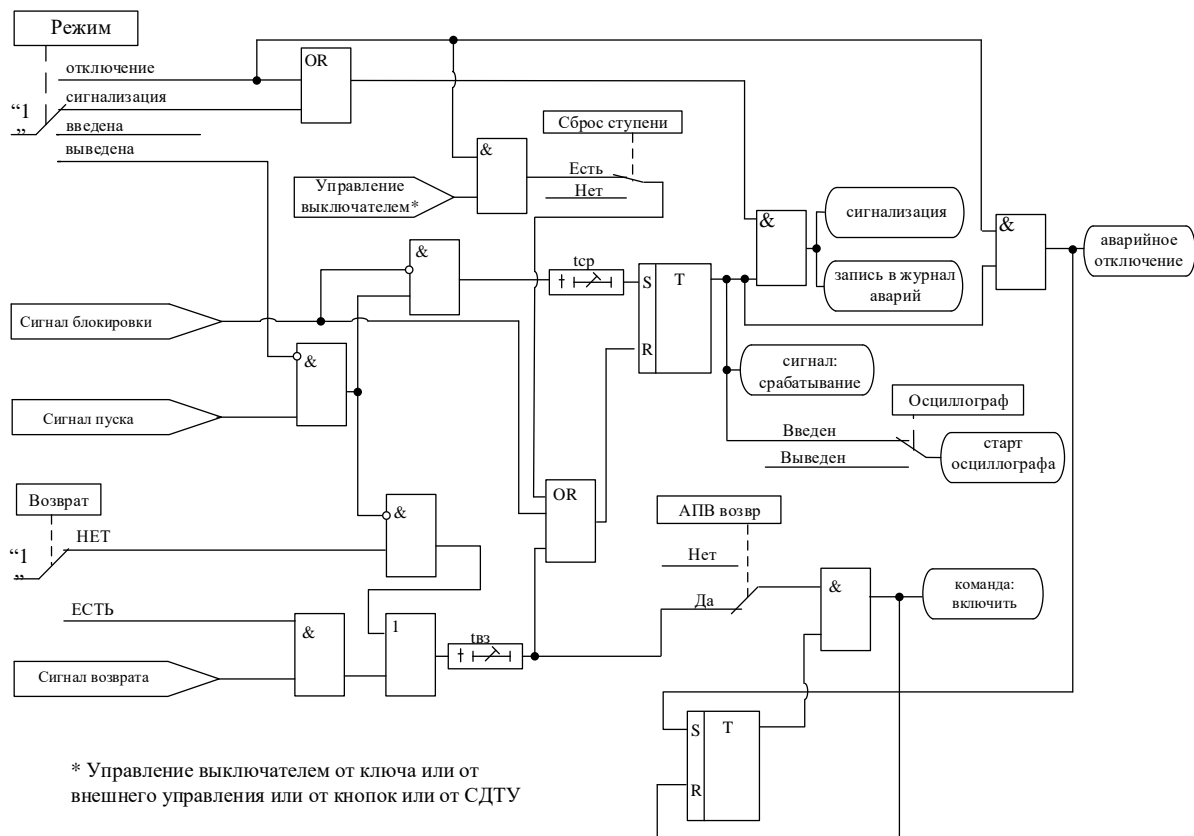 Режим
отключение
OR
“1
”
сигнализация
введена
выведена
Сброс ступени
&
Есть
Нет
Управление
выключателем*
&
сигнализация
&
аварийное
отключение
&
tср
запись в журнал
аварий
S
T
R
Сигнал блокировки
&
сигнал:
срабатывание
Осциллограф
Сигнал пуска
Введен
Выведен
старт
осциллографа
Возврат
OR
АПВ возвр
&
НЕТ
“1
”
Нет
&
команда:
включить
Да
ЕСТЬ
&
1
tвз
Сигнал возврата
S
T
R
* Управление выключателем от ключа или от
внешнего управления или от кнопок или от СДТУ